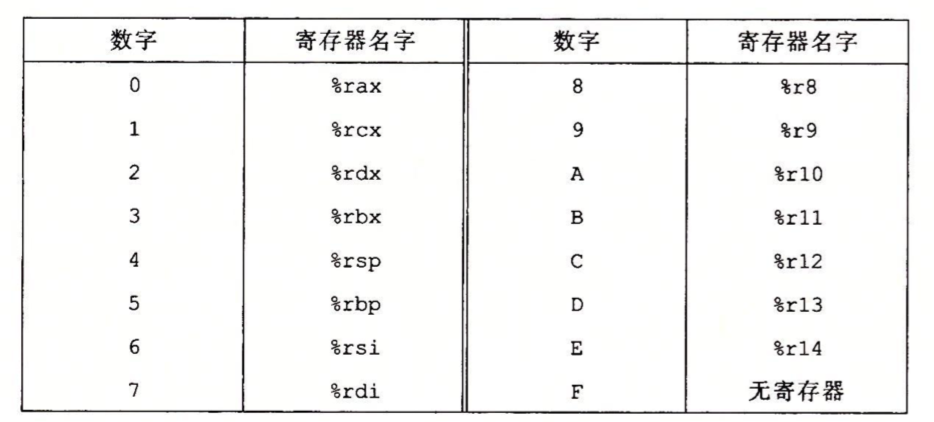 数字 寄存器名字 数字 寄存器名字
0 %rax 8 %r8
1 %rcx 9 %r9
2 %rdx A %r10
3 %rbx B %r11
4 %rsp C %r12
5 %rbp D %r13
6 %rsi E %r14
7 %rdi F 无寄存器